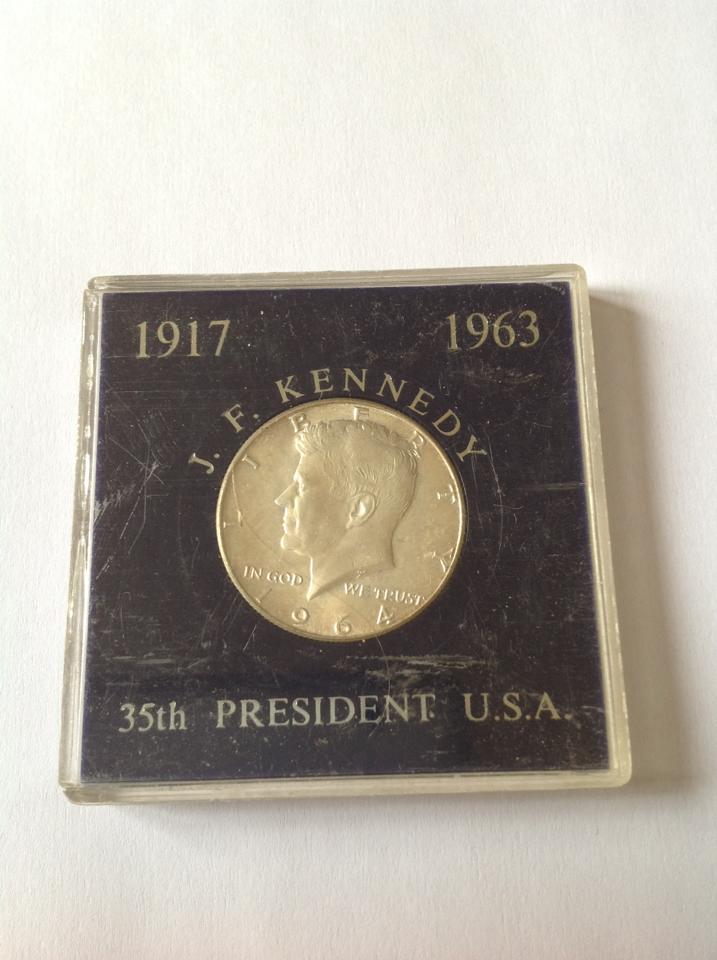 1917 1963
J. F. KENNEDY
LIBERTY
IN GOD WE TRUST
1964
35th PRESIDENT U.S.A.